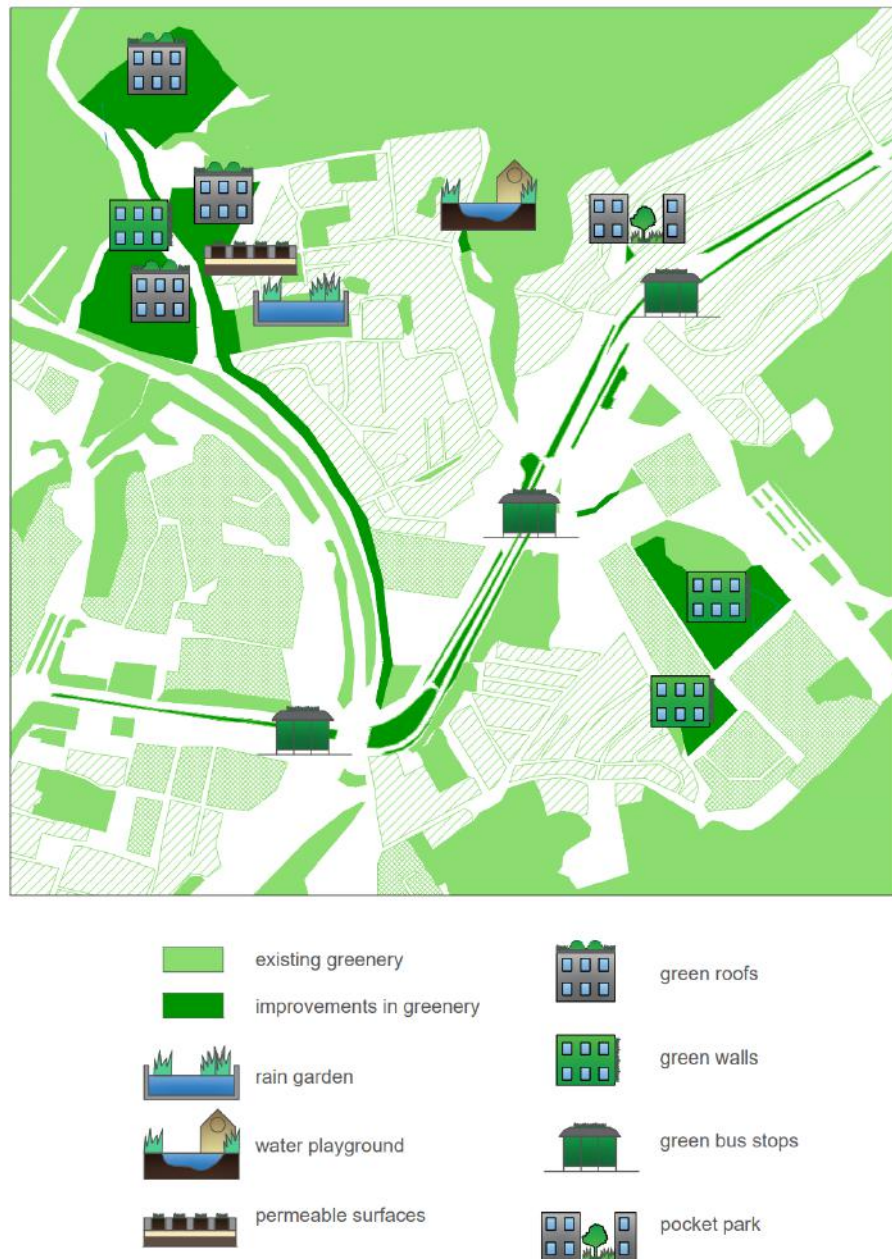 existing greenery
improvements in greenery
rain garden
water playground
permeable surfaces
green roofs
green walls
green bus stops
pocket park